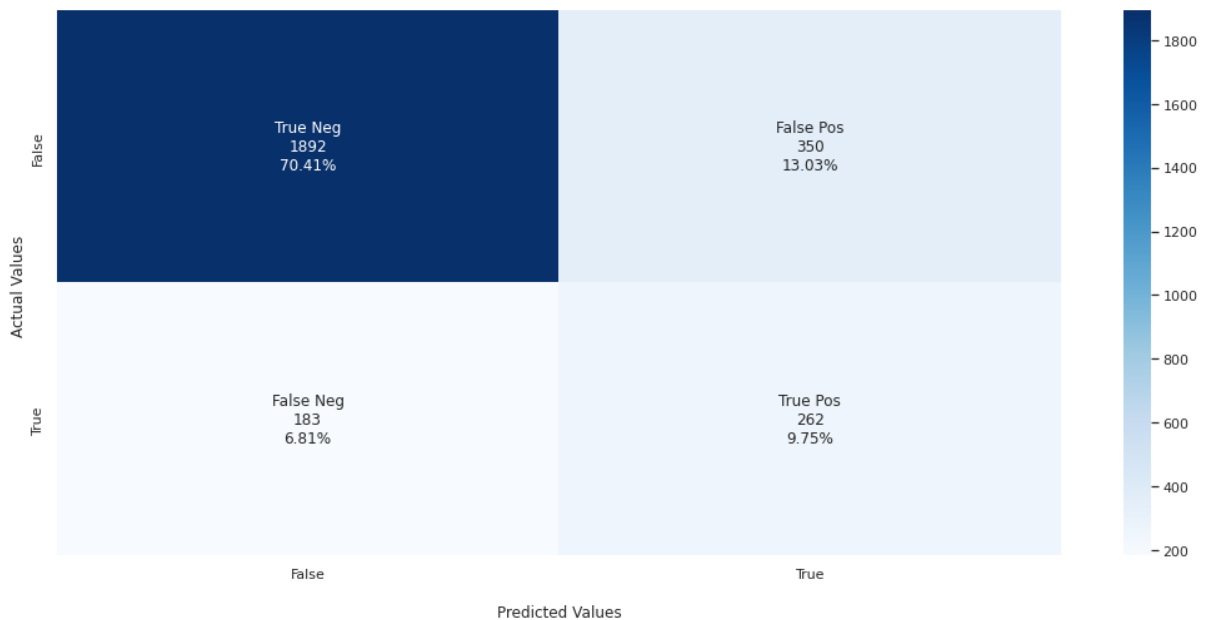 True Neg
1892
70.41%
False Pos
350
13.03%
False Neg
183
6.81%
True Pos
262
9.75%
Actual Values
False
True
False
True
Predicted Values
1800
1600
1400
1200
1000
800
600
400
200